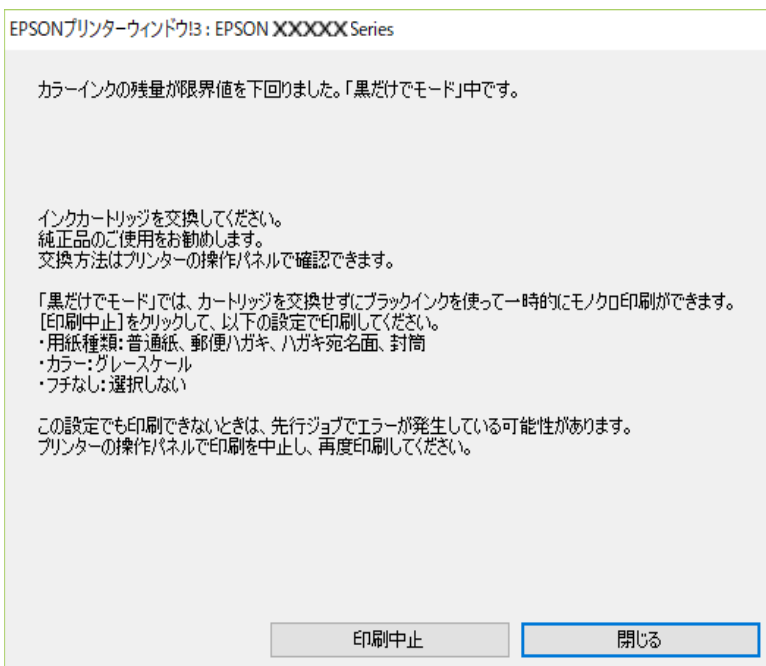 EPSONプリンターウィンドウ!3 : EPSON XXXXX Series
カラーインクの残量が限界値を下回りました。「黒だけでモード」中です。
インクカートリッジを交換してください。
純正品のご使用をお勧めします。
交換方法はプリンターの操作パネルで確認できます。
「黒だけでモード」では、カートリッジを交換せずにブラックインクを使って一時的にモノクロ印刷ができます。
[印刷中止]をクリックして、以下の設定で印刷してください。
・用紙種類：普通紙、郵便ハガキ、ハガキ宛名面、封筒
・カラー：グレースケール
・フチなし：選択しない
この設定でも印刷できないときは、先行ジョブでエラーが発生している可能性があります。
プリンターの操作パネルで印刷を中止し、再度印刷してください。
印刷中止
閉じる